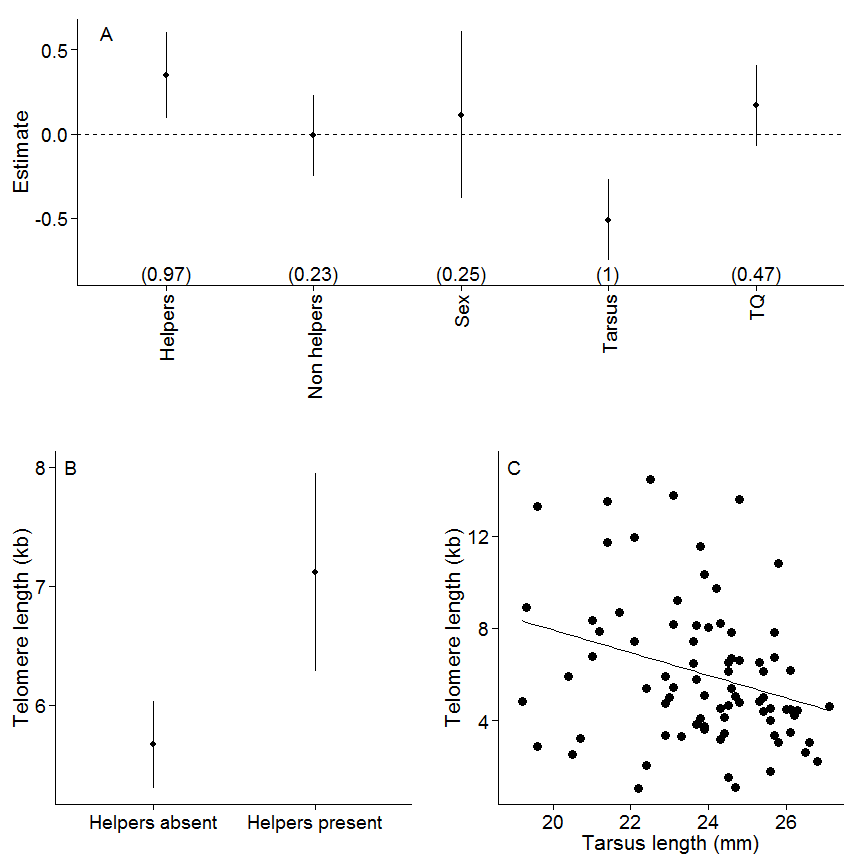 A
0.5
0.0
-0.5
Estimate
(0.97) (0.23) (0.25) (1) (0.47)
Helpers
Non helpers
Sex
Tarsus
TQ
B
8
7
6
Telomere length (kb)
Helpers absent Helpers present
C
12
8
4
Telomere length (kb)
20 22 24 26
Tarsus length (mm)